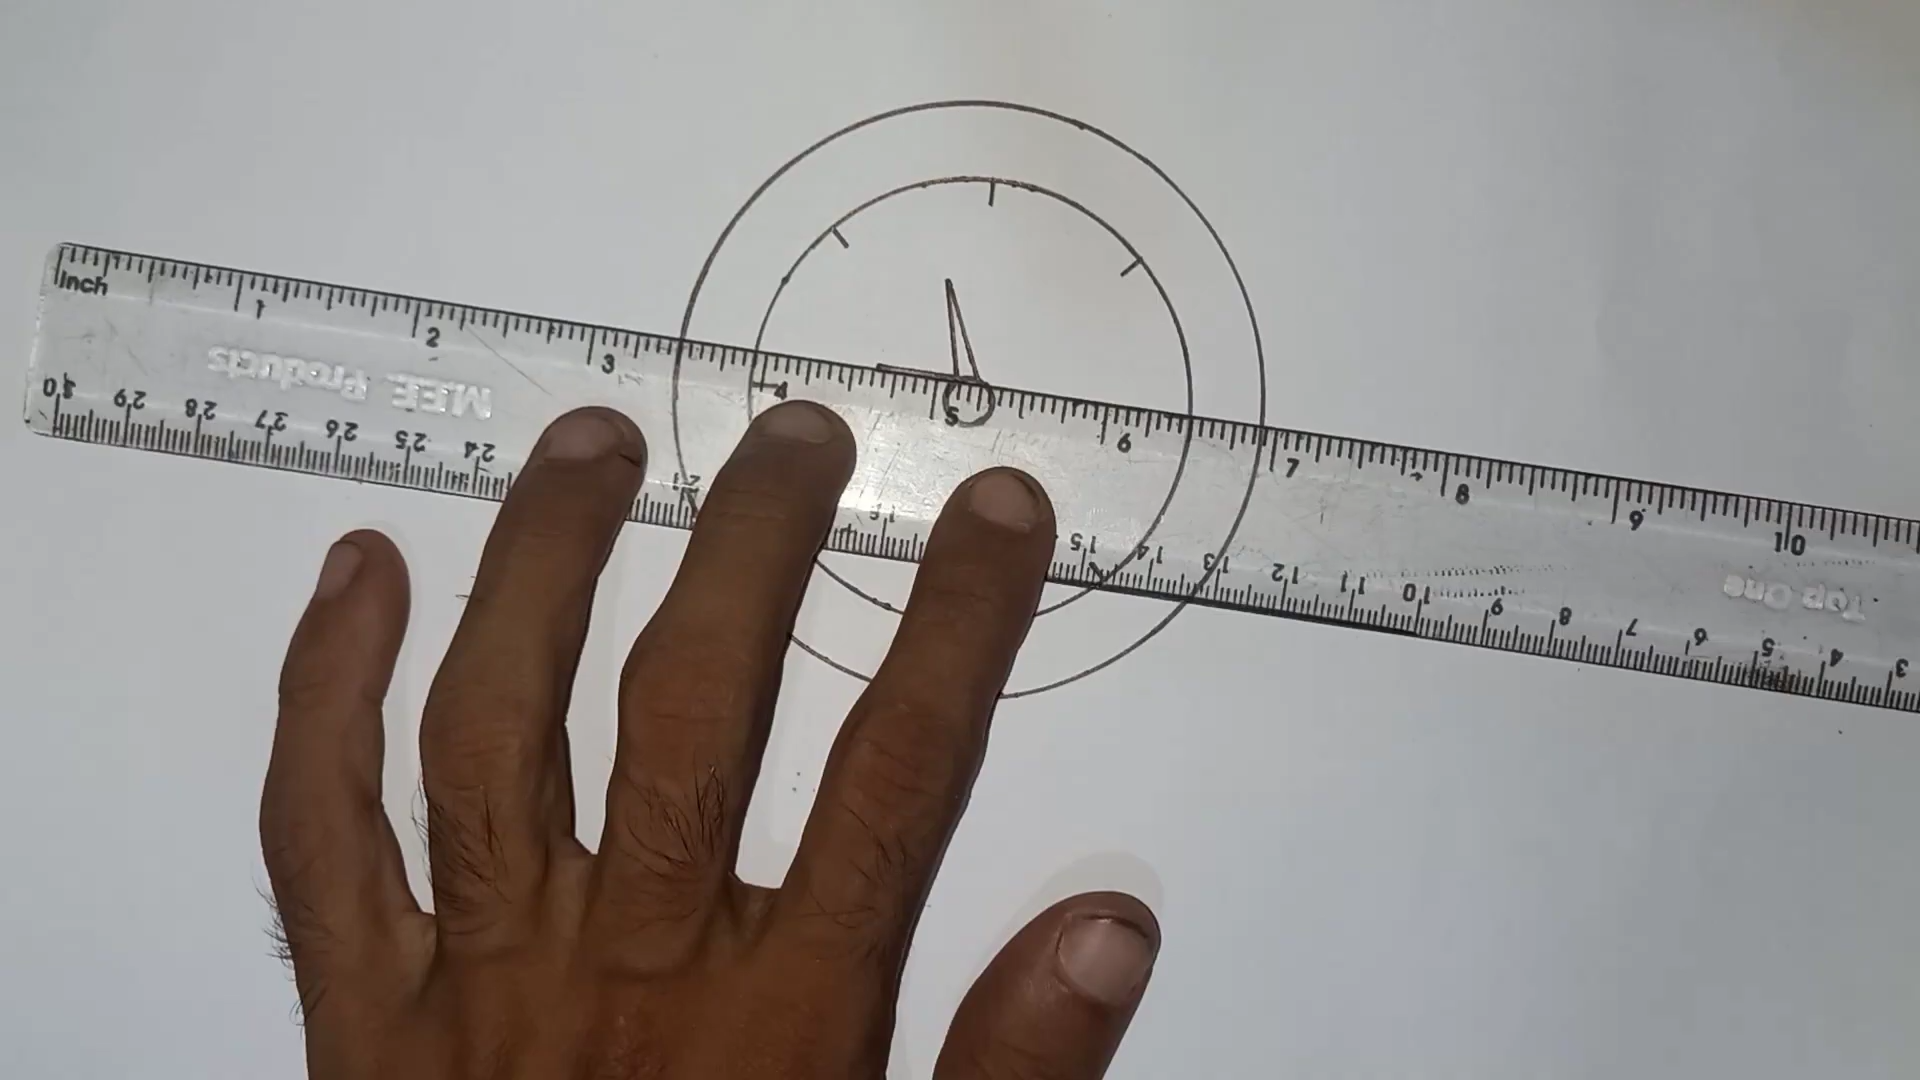 Inch
1 2 3 4 5 6 7 8 9 10
MEE Products
Top One
30 29 28 27 26 25 24 21 15 14 13 12 11 10 9 8 7 6 5 4 3